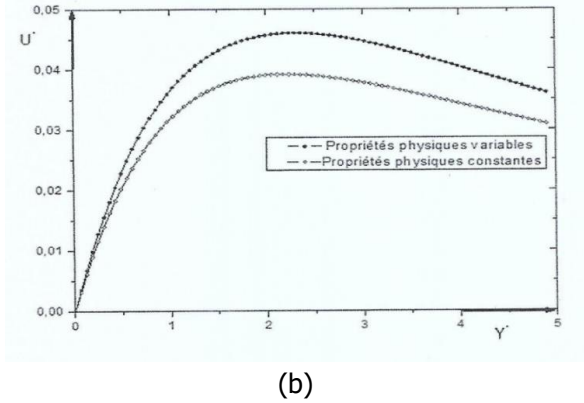 0,05
U*
0,04
0,03
Propriétés physiques variables
Propriétés physiques constantes
0,02
0,01
0,00
0 1 2 3 4 5
Y*
(b)